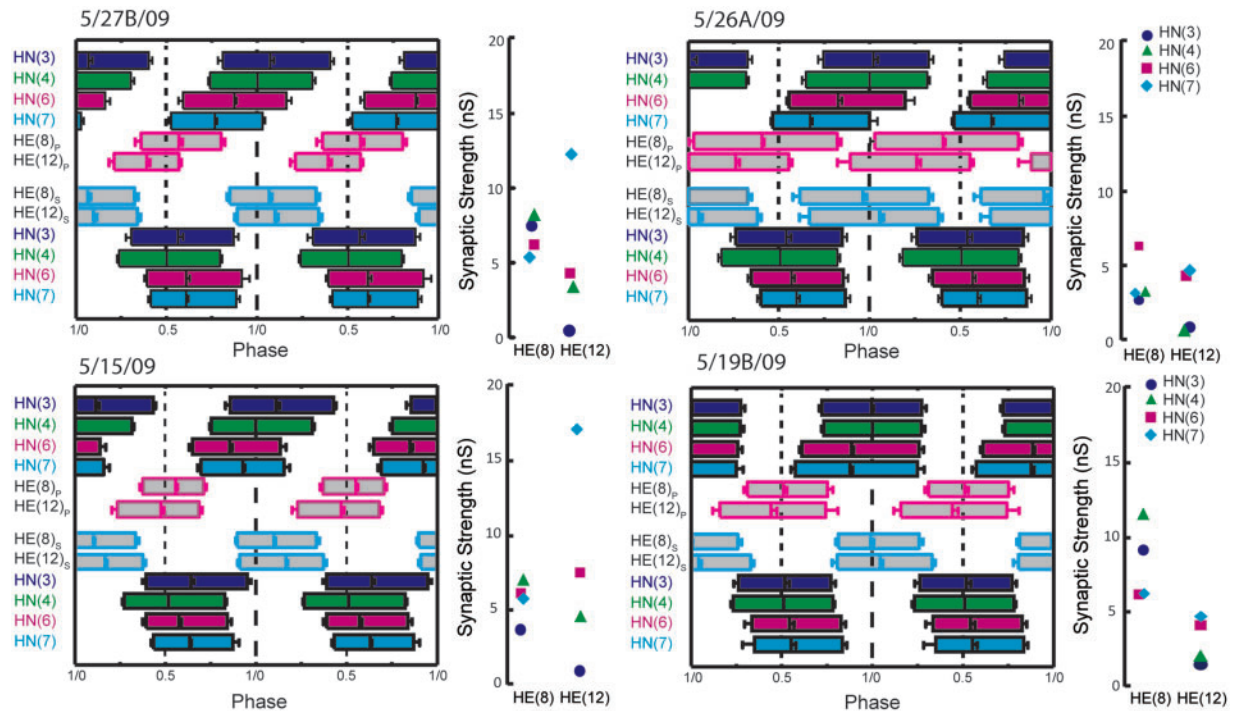 5/27B/09
HN(3)
HN(4)
HN(6)
HN(7)
HE(8)P
HE(12)P
HE(8)S
HE(12)S
HN(3)
HN(4)
HN(6)
HN(7)
1/0 0.5 1/0 0.5 1/0
Phase
Synaptic Strength (nS)
20
15
10
5
0
HE(8) HE(12)
5/26A/09
HN(3)
HN(4)
HN(6)
HN(7)
HE(8)P
HE(12)P
HE(8)S
HE(12)S
HN(3)
HN(4)
HN(6)
HN(7)
1/0 0.5 1/0 0.5 1/0
Phase
Synaptic Strength (nS)
20
15
10
5
0
HE(8) HE(12)
HN(3)
HN(4)
HN(6)
HN(7)
5/15/09
HN(3)
HN(4)
HN(6)
HN(7)
HE(8)P
HE(12)P
HE(8)S
HE(12)S
HN(3)
HN(4)
HN(6)
HN(7)
1/0 0.5 1/0 0.5 1/0
Phase
Synaptic Strength (nS)
20
15
10
5
0
HE(8) HE(12)
5/19B/09
HN(3)
HN(4)
HN(6)
HN(7)
HE(8)P
HE(12)P
HE(8)S
HE(12)S
HN(3)
HN(4)
HN(6)
HN(7)
1/0 0.5 1/0 0.5 1/0
Phase
Synaptic Strength (nS)
20
15
10
5
0
HE(8) HE(12)
HN(3)
HN(4)
HN(6)
HN(7)